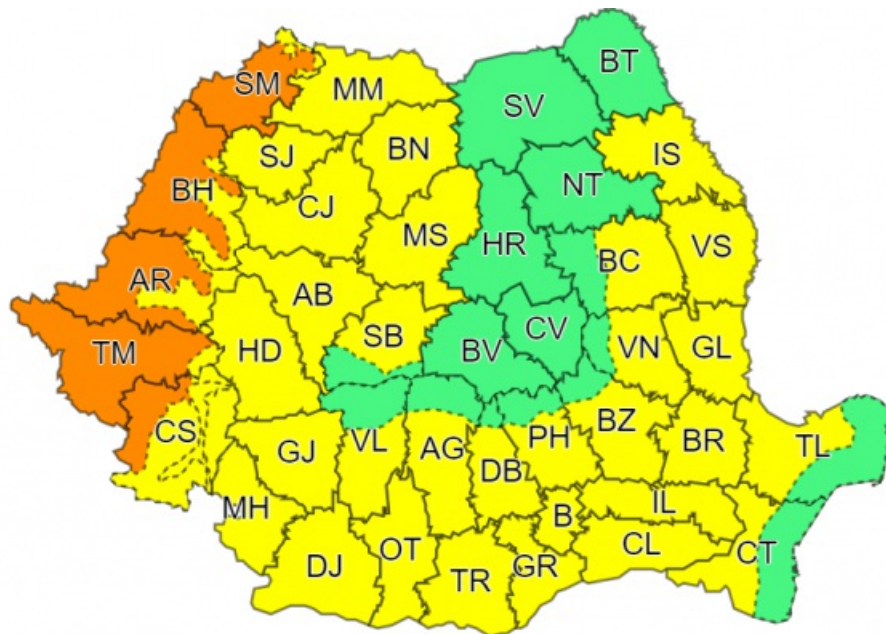 BT
SM
MM
SV
SJ
BN
IS
BH
NT
CJ
MS
HR
BC
VS
AR
AB
SB
CV
TM
HD
BV
VN
GL
CS
GJ
VL
AG
DB
PH
BZ
BR
TL
MH
B
IL
DJ
OT
TR
GR
CL
CT